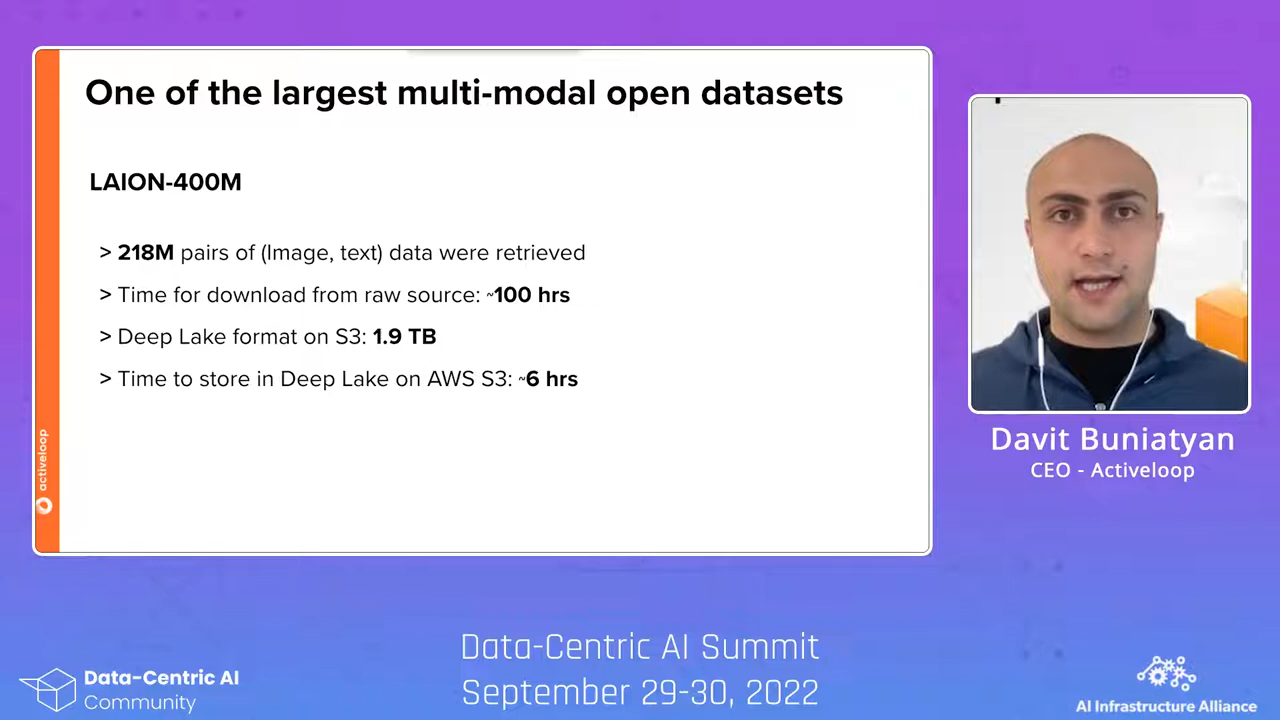 One of the largest multi-modal open datasets
LAION-400M
> 218M pairs of (Image, text) data were retrieved
> Time for download from raw source: ~100 hrs
> Deep Lake format on S3: 1.9 TB
> Time to store in Deep Lake on AWS S3: ~6 hrs
activeloop
Davit Buniatyan
CEO - Activeloop
Data-Centric AI Summit
September 29-30, 2022
Data-Centric AI
Community
AI Infrastructure Alliance